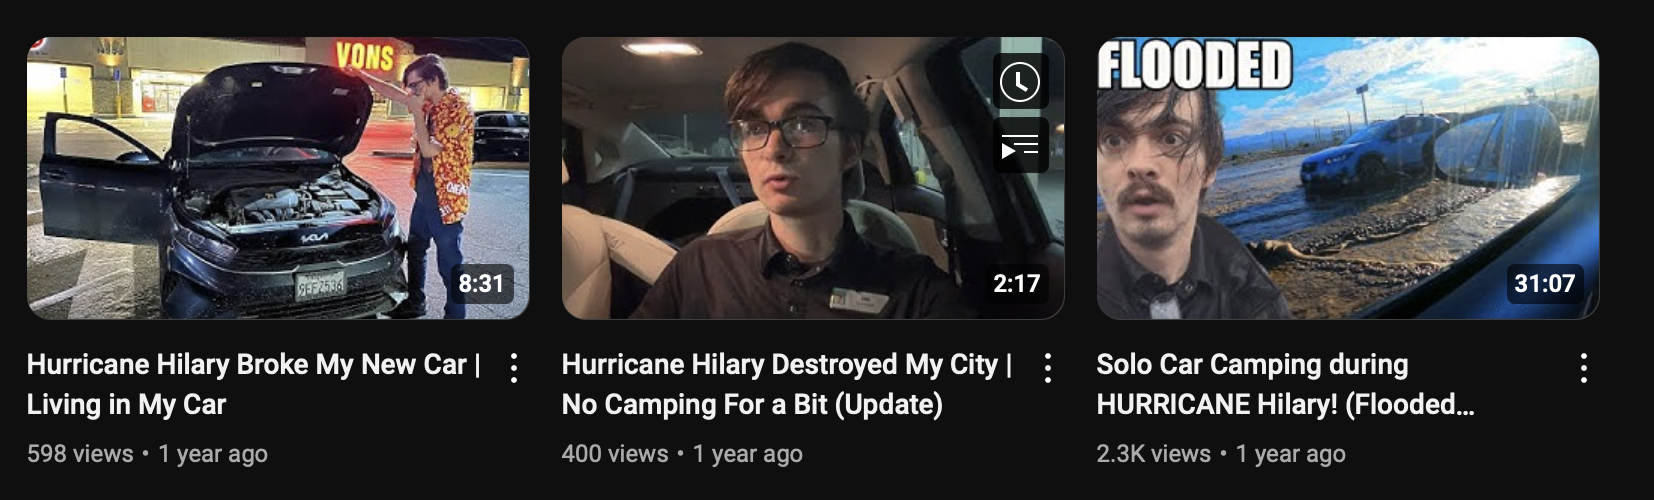 VONS
KIA
9EF2536
8:31
2:17
FLOODED
31:07
Hurricane Hilary Broke My New Car |
Living in My Car
598 views • 1 year ago
Hurricane Hilary Destroyed My City |
No Camping For a Bit (Update)
400 views • 1 year ago
Solo Car Camping during
HURRICANE Hilary! (Flooded...
2.3K views • 1 year ago